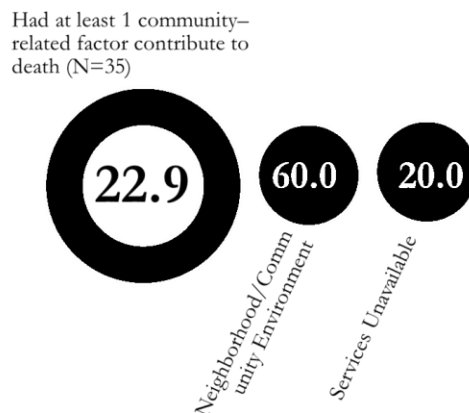 Had at least 1 community–
related factor contribute to
death (N=35)
22.9
60.0
20.0
Neighborhood/Comm
unity Environment
Services Unavailable